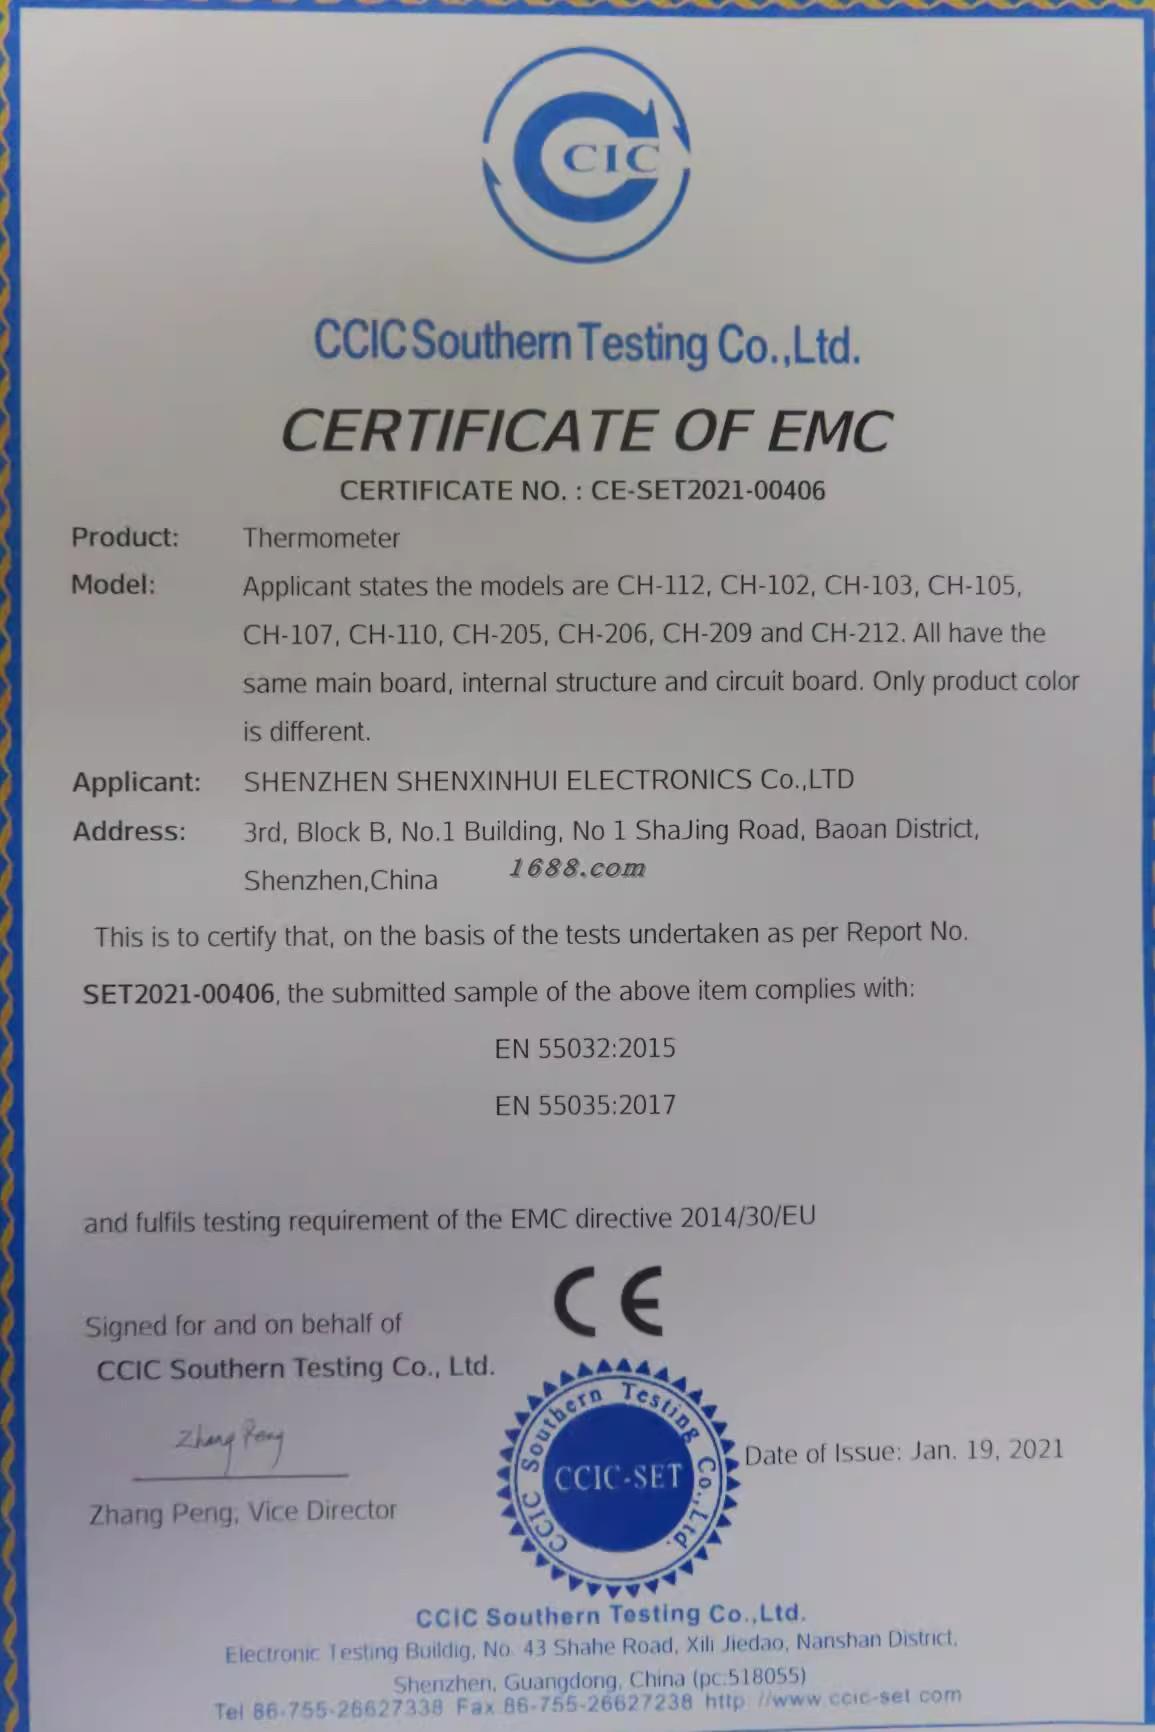 CIC
CCIC Southern Testing Co.,Ltd.
CERTIFICATE OF EMC
CERTIFICATE NO. : CE-SET2021-00406
Product: Thermometer
Model: Applicant states the models are CH-112, CH-102, CH-103, CH-105,
CH-107, CH-110, CH-205, CH-206, CH-209 and CH-212. All have the
same main board, internal structure and circuit board. Only product color
is different.
Applicant: SHENZHEN SHENXINHUI ELECTRONICS Co.,LTD
Address: 3rd, Block B, No.1 Building, No 1 ShaJing Road, Baoan District,
Shenzhen,China
1688.com
This is to certify that, on the basis of the tests undertaken as per Report No.
SET2021-00406, the submitted sample of the above item complies with:
EN 55032:2015
EN 55035:2017
and fulfils testing requirement of the EMC directive 2014/30/EU
CE
Signed for and on behalf of
CCIC Southern Testing Co., Ltd.
Zhang Peng
Zhang Peng, Vice Director
CCIC Southern Testing Co.,Ltd.
CCIC-SET
Date of Issue: Jan. 19, 2021
CCIC Southern Testing Co.,Ltd.
Electronic Testing Buildig, No. 43 Shahe Road, Xili Jiedao, Nanshan District,
Shenzhen, Guangdong, China (pc:518055)
Tel 86-755-26627338 Fax 86-755-26627238 http://www.ccic-set.com